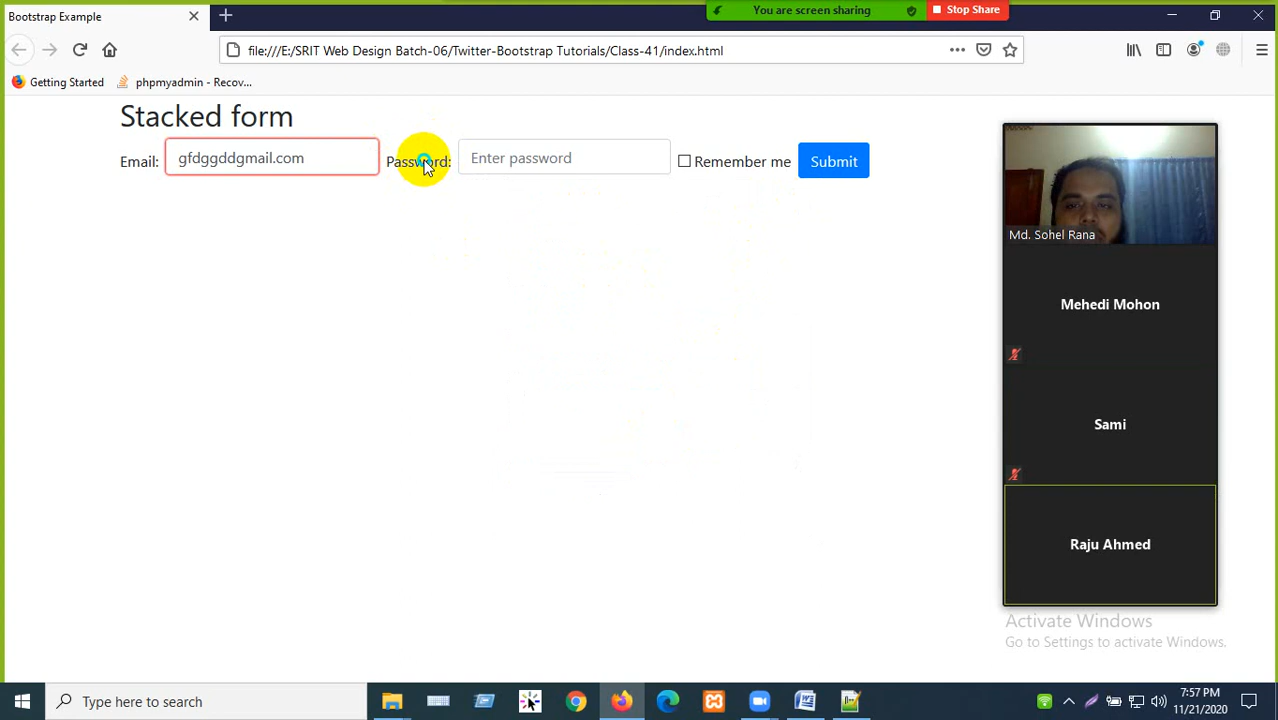 You are screen sharing
Stop Share
Bootstrap Example
file:///E:/SRIT Web Design Batch-06/Twitter-Bootstrap Tutorials/Class-41/index.html
Getting Started
phpmyadmin - Recov...
Stacked form
Email: gfdggddgmail.com Password: Enter password Remember me Submit
Md. Sohel Rana
Mehedi Mohon
Sami
Raju Ahmed
Activate Windows
Go to Settings to activate Windows.
Type here to search
7:57 PM
11/21/2020